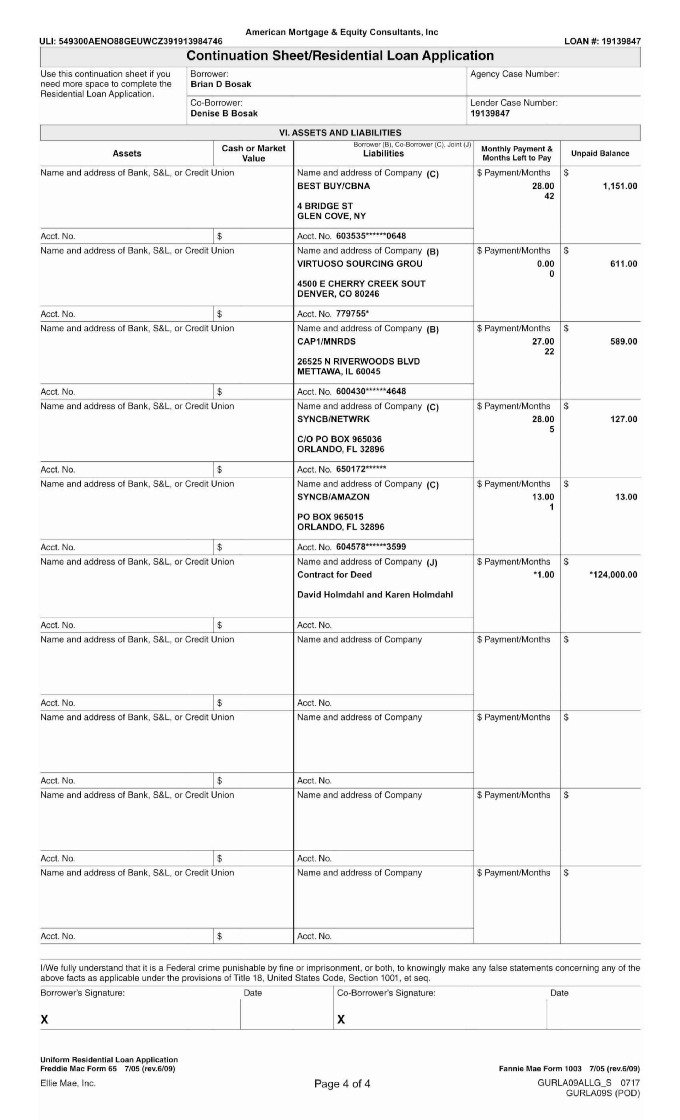 American Mortgage & Equity Consultants, Inc
ULI: 549300AENO88GEUWCZ391913984746 LOAN #: 19139847
Continuation Sheet/Residential Loan Application
Use this continuation sheet if you
need more space to complete the
Residential Loan Application.
Borrower:
Brian D Bosak
Agency Case Number:
Co-Borrower:
Denise B Bosak
Lender Case Number:
19139847
VI. ASSETS AND LIABILITIES
Assets
Cash or Market
Value
Borrower (B), Co-Borrower (C), Joint (J)
Liabilities
Monthly Payment &
Months Left to Pay
Unpaid Balance
Name and address of Bank, S&L, or Credit Union Name and address of Company (C) $ Payment/Months $
BEST BUY/CBNA 28.00 1,151.00
42
4 BRIDGE ST
GLEN COVE, NY
Acct. No. $ Acct. No. 603535******0648
Name and address of Bank, S&L, or Credit Union Name and address of Company (B) $ Payment/Months $
VIRTUOSO SOURCING GROU 0.00 611.00
0
4500 E CHERRY CREEK SOUT
DENVER, CO 80246
Acct. No. $ Acct. No. 779755*
Name and address of Bank, S&L, or Credit Union Name and address of Company (B) $ Payment/Months $
CAP1/MNRDS 27.00 589.00
22
26525 N RIVERWOODS BLVD
METTAWA, IL 60045
Acct. No. $ Acct. No. 600430******4648
Name and address of Bank, S&L, or Credit Union Name and address of Company (C) $ Payment/Months $
SYNCB/NETWRK 28.00 127.00
5
C/O PO BOX 965036
ORLANDO, FL 32896
Acct. No. $ Acct. No. 650172******
Name and address of Bank, S&L, or Credit Union Name and address of Company (C) $ Payment/Months $
SYNCB/AMAZON 13.00 13.00
1
PO BOX 965015
ORLANDO, FL 32896
Acct. No. $ Acct. No. 604578******3599
Name and address of Bank, S&L, or Credit Union Name and address of Company (J) $ Payment/Months $
Contract for Deed *1.00 *124,000.00
David Holmdahl and Karen Holmdahl
Acct. No. $ Acct. No.
Name and address of Bank, S&L, or Credit Union Name and address of Company $ Payment/Months $
Acct. No. $ Acct. No.
Name and address of Bank, S&L, or Credit Union Name and address of Company $ Payment/Months $
Acct. No. $ Acct. No.
Name and address of Bank, S&L, or Credit Union Name and address of Company $ Payment/Months $
Acct. No. $ Acct. No.
Name and address of Bank, S&L, or Credit Union Name and address of Company $ Payment/Months $
Acct. No. $ Acct. No.
I/We fully understand that it is a Federal crime punishable by fine or imprisonment, or both, to knowingly make any false statements concerning any of the
above facts as applicable under the provisions of Title 18, United States Code, Section 1001, et seq.
Borrower's Signature: Date Co-Borrower's Signature: Date
X X
Uniform Residential Loan Application
Freddie Mac Form 65 7/05 (rev.6/09) Fannie Mae Form 1003 7/05 (rev.6/09)
Ellie Mae, Inc. Page 4 of 4 GURLA09ALLG_S 0717
GURLA09S (POD)